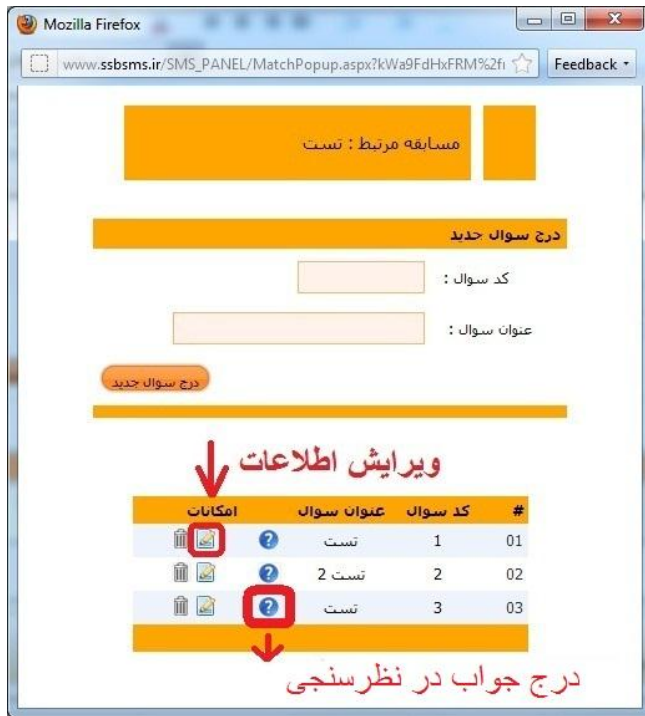 Mozilla Firefox
www.ssbsms.ir/SMS_PANEL/MatchPopup.aspx?kWa9FdHxFRM%2fi
Feedback
مسابقه مرتبط : تست
درج سوال جدید
کد سوال :
عنوان سوال :
درج سوال جدید
ویرایش اطلاعات
# کد سوال عنوان سوال امکانات
01 1 تست
02 2 تست 2
03 3 تست
درج جواب در نظرسنجی